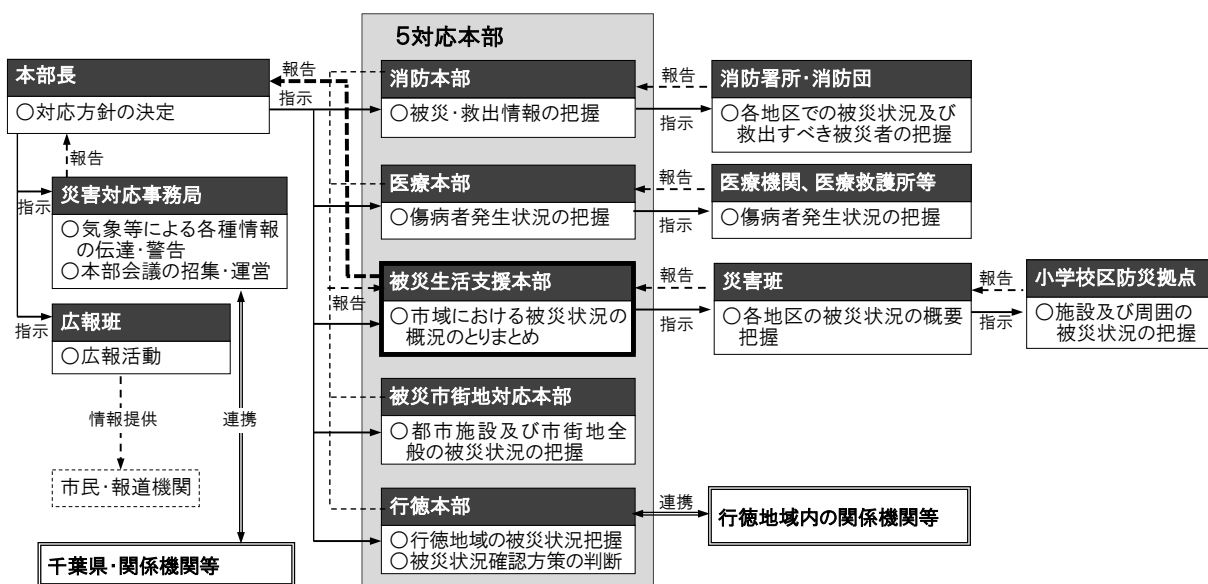 5対応本部
本部長
○対応方針の決定
報告
指示
報告
指示
災害対応事務局
○気象等による各種情報
の伝達・警告
○本部会議の招集・運営
指示
広報班
○広報活動
情報提供
連携
市民・報道機関
千葉県・関係機関等
消防本部
○被災・救出情報の把握
報告
指示
消防署所・消防団
○各地区での被災状況及び
救出すべき被災者の把握
医療本部
○傷病者発生状況の把握
報告
指示
医療機関、医療救護所等
○傷病者発生状況の把握
報告
被災生活支援本部
○市域における被災状況の
概況のとりまとめ
報告
指示
災害班
○各地区の被災状況の概要
把握
報告
指示
小学校区防災拠点
○施設及び周囲の
被災状況の把握
被災市街地対応本部
○都市施設及び市街地全
般の被災状況の把握
行徳本部
○行徳地域の被災状況把握
○被災状況確認方策の判断
連携
行徳地域内の関係機関等